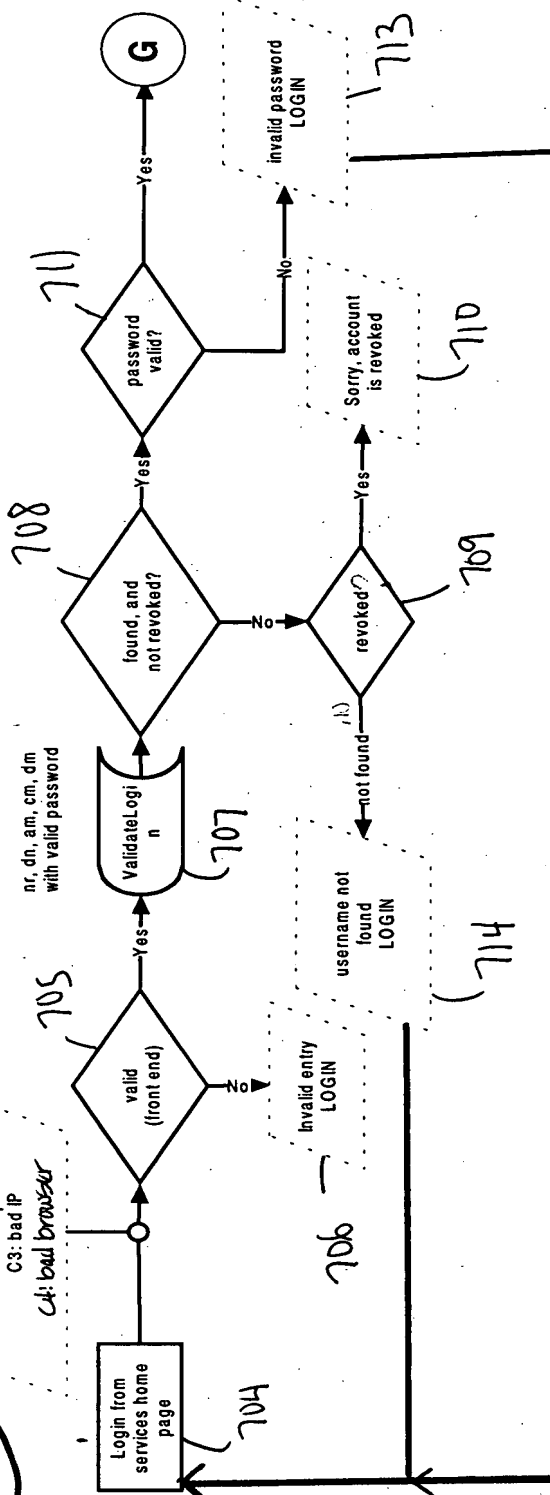 C3: bad IP
C4: bad browser
Login from
services home
page
704
valid
(front end)
705
Yes
No
Invalid entry
LOGIN
706
nr, dn, am, cm, dm
with valid password
ValidateLogi
n
707
found, and
not revoked?
708
Yes
No
revoked?
709
not found
Yes
username not
found
LOGIN
714
Sorry, account
is revoked
710
password
valid?
711
Yes
No
invalid password
LOGIN
713
G